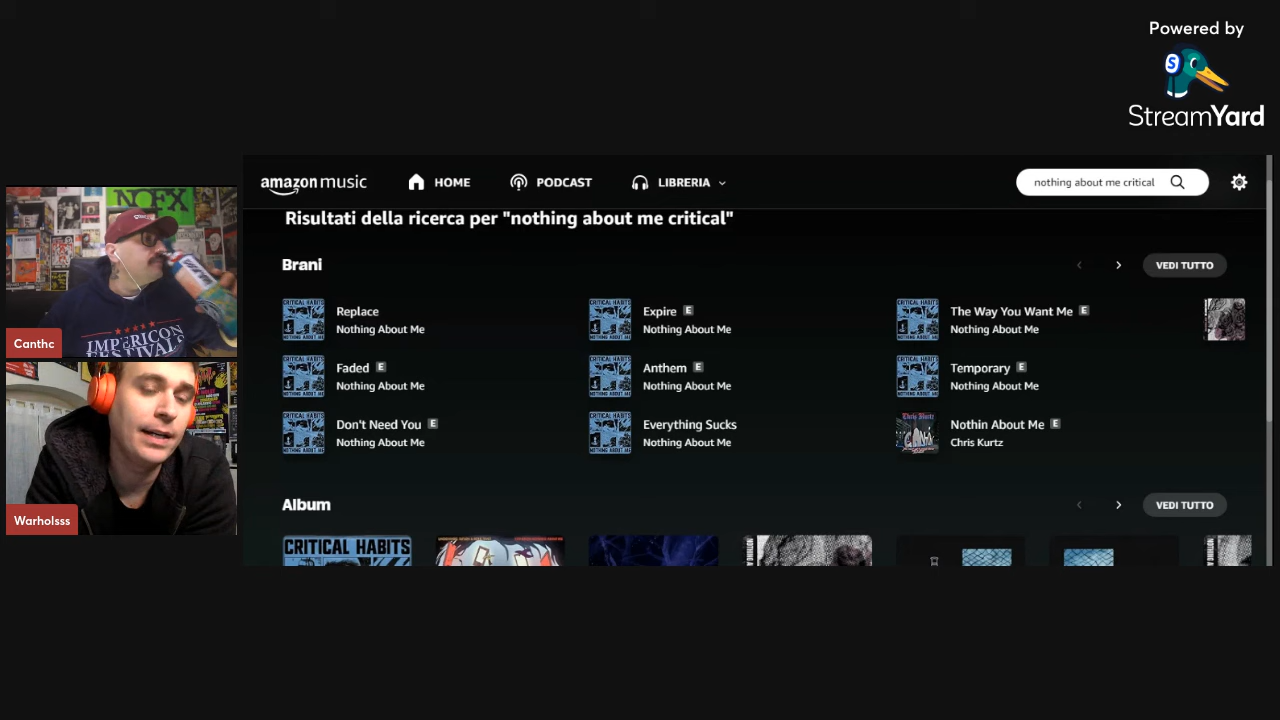 Powered by
StreamYard
amazon music
HOME
PODCAST
LIBRERIA
nothing about me critical
Risultati della ricerca per "nothing about me critical"
Brani
VEDI TUTTO
Replace
Nothing About Me
Expire E
Nothing About Me
The Way You Want Me E
Nothing About Me
Faded E
Nothing About Me
Anthem E
Nothing About Me
Temporary E
Nothing About Me
Don't Need You E
Nothing About Me
Everything Sucks
Nothing About Me
Nothin About Me E
Chris Kurtz
Album
VEDI TUTTO
CRITICAL HABITS
NOFX
IMPERICON
FESTIVALS
Canthc
Warholsss